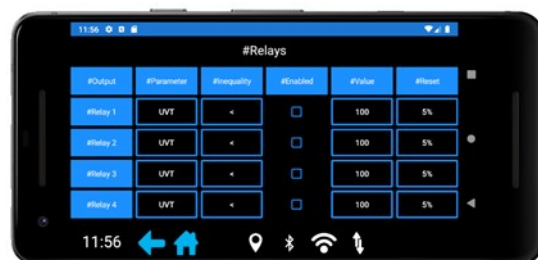 11:56
#Relays
#Output #Parameter #Inequality #Enabled #Value #Reset
#Relay 1 UVT < 100 5%
#Relay 2 UVT < 100 5%
#Relay 3 UVT < 100 5%
#Relay 4 UVT < 100 5%
11:56